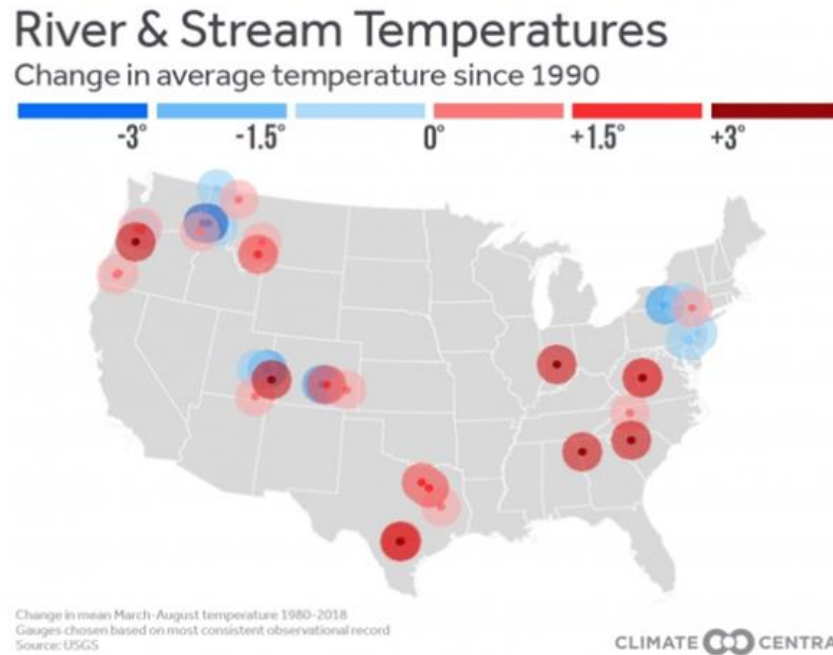 River & Stream Temperatures
Change in average temperature since 1990
-3° -1.5° 0° +1.5° +3°
Change in mean March-August temperature 1980-2018
Gauges chosen based on most consistent observational record
Source: USGS
CLIMATE CENTRA